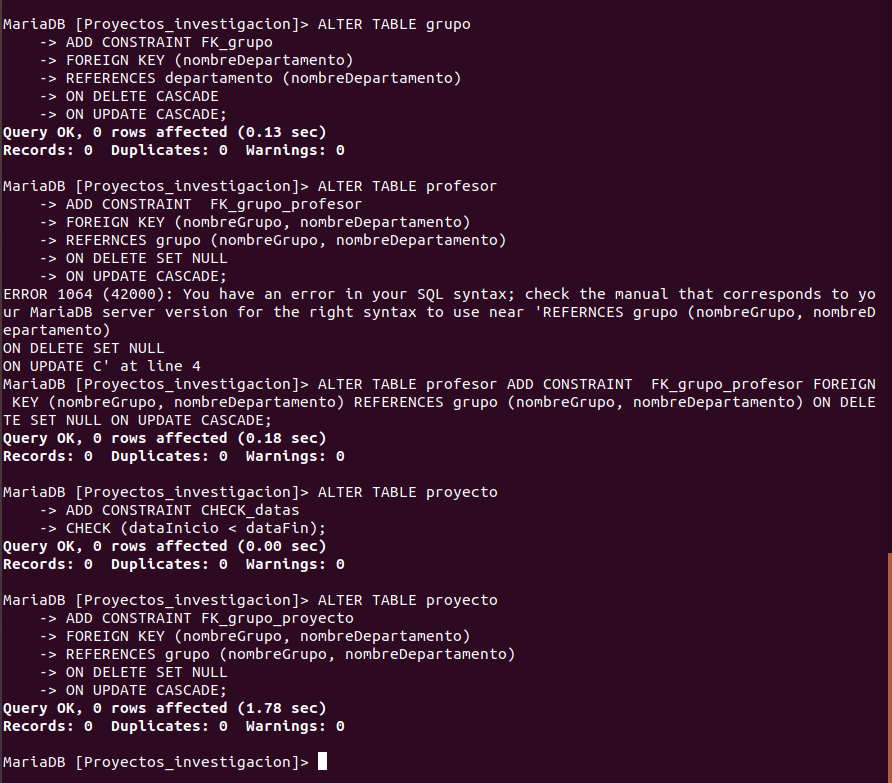 MariaDB [Proyectos_investigacion]> ALTER TABLE grupo
    -> ADD CONSTRAINT FK_grupo
    -> FOREIGN KEY (nombreDepartamento)
    -> REFERENCES departamento (nombreDepartamento)
    -> ON DELETE CASCADE
    -> ON UPDATE CASCADE;
Query OK, 0 rows affected (0.13 sec)
Records: 0  Duplicates: 0  Warnings: 0

MariaDB [Proyectos_investigacion]> ALTER TABLE profesor
    -> ADD CONSTRAINT  FK_grupo_profesor
    -> FOREIGN KEY (nombreGrupo, nombreDepartamento)
    -> REFERNCES grupo (nombreGrupo, nombreDepartamento)
    -> ON DELETE SET NULL
    -> ON UPDATE CASCADE;
ERROR 1064 (42000): You have an error in your SQL syntax; check the manual that corresponds to yo
ur MariaDB server version for the right syntax to use near 'REFERNCES grupo (nombreGrupo, nombreD
epartamento)
ON DELETE SET NULL
ON UPDATE C' at line 4
MariaDB [Proyectos_investigacion]> ALTER TABLE profesor ADD CONSTRAINT  FK_grupo_profesor FOREIGN
 KEY (nombreGrupo, nombreDepartamento) REFERENCES grupo (nombreGrupo, nombreDepartamento) ON DELE
TE SET NULL ON UPDATE CASCADE;
Query OK, 0 rows affected (0.18 sec)
Records: 0  Duplicates: 0  Warnings: 0

MariaDB [Proyectos_investigacion]> ALTER TABLE proyecto
    -> ADD CONSTRAINT CHECK_datas
    -> CHECK (dataInicio < dataFin);
Query OK, 0 rows affected (0.00 sec)
Records: 0  Duplicates: 0  Warnings: 0

MariaDB [Proyectos_investigacion]> ALTER TABLE proyecto
    -> ADD CONSTRAINT FK_grupo_proyecto
    -> FOREIGN KEY (nombreGrupo, nombreDepartamento)
    -> REFERENCES grupo (nombreGrupo, nombreDepartamento)
    -> ON DELETE SET NULL
    -> ON UPDATE CASCADE;
Query OK, 0 rows affected (1.78 sec)
Records: 0  Duplicates: 0  Warnings: 0

MariaDB [Proyectos_investigacion]>